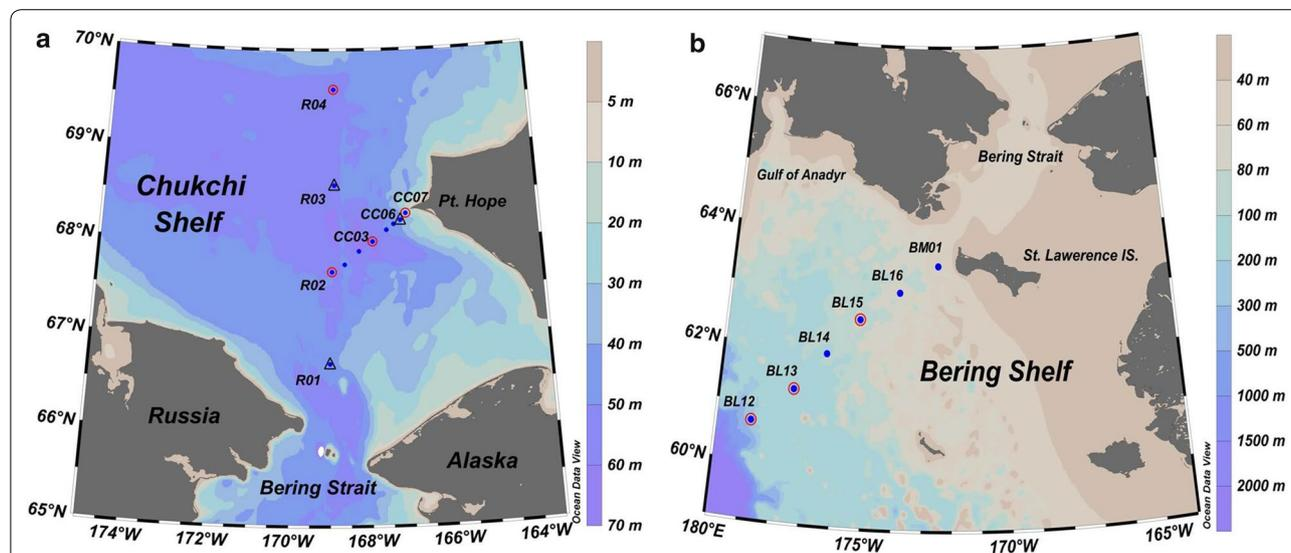 a
70°N
69°N
68°N
67°N
66°N
65°N
174°W
172°W
170°W
168°W
166°W
164°W
R04
Chukchi
Shelf
R03
CC07
CC06
Pt. Hope
CC03
R02
R01
Russia
Alaska
Bering Strait
5 m
10 m
20 m
30 m
40 m
50 m
60 m
70 m
Ocean Data View
b
66°N
64°N
62°N
60°N
180°E
175°W
170°W
165°W
Bering Strait
Gulf of Anadyr
BM01
St. Lawerence IS.
BL16
BL15
BL14
Bering Shelf
BL13
BL12
40 m
60 m
80 m
100 m
200 m
300 m
500 m
1000 m
1500 m
2000 m
Ocean Data View